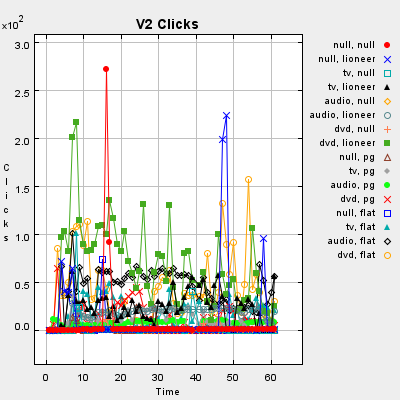 V2 Clicks
x10²
3.0
2.5
2.0
1.5
1.0
0.5
0.0
Clicks
0 10 20 30 40 50 60
Time
null, null
null, lioneer
tv, null
tv, lioneer
audio, null
audio, lioneer
dvd, null
dvd, lioneer
null, pg
tv, pg
audio, pg
dvd, pg
null, flat
tv, flat
audio, flat
dvd, flat